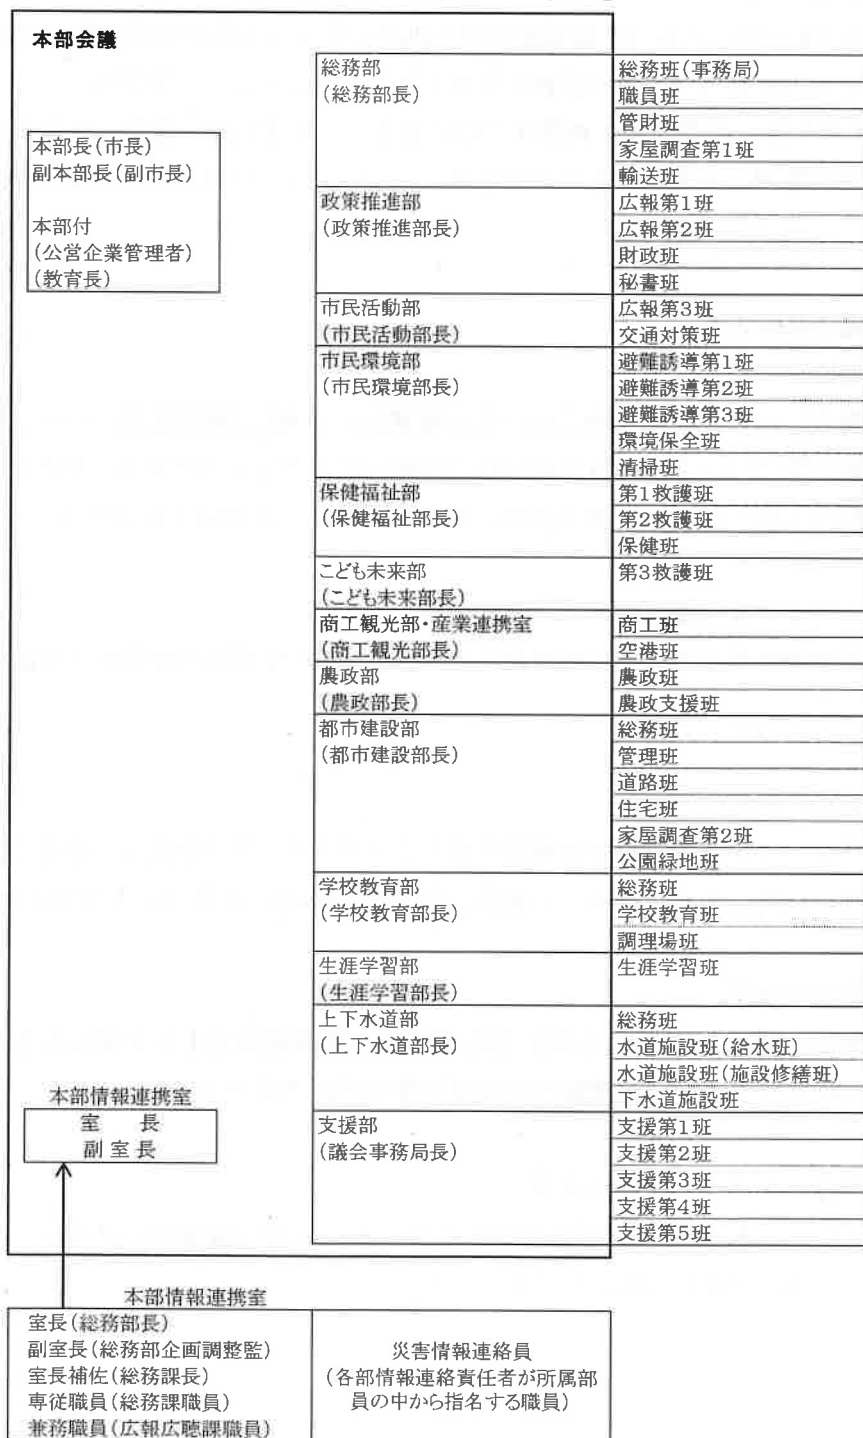 本部会議
本部長(市長)
副本部長(副市長)
本部付
(公営企業管理者)
(教育長)
総務部
(総務部長)
総務班(事務局)
職員班
管財班
家屋調査第1班
輸送班
政策推進部
(政策推進部長)
広報第1班
広報第2班
財政班
秘書班
市民活動部
(市民活動部長)
広報第3班
交通対策班
市民環境部
(市民環境部長)
避難誘導第1班
避難誘導第2班
避難誘導第3班
環境保全班
清掃班
保健福祉部
(保健福祉部長)
第1救護班
第2救護班
保健班
こども未来部
(こども未来部長)
第3救護班
商工観光部・産業連携室
(商工観光部長)
商工班
空港班
農政部
(農政部長)
農政班
農政支援班
都市建設部
(都市建設部長)
総務班
管理班
道路班
住宅班
家屋調査第2班
公園緑地班
学校教育部
(学校教育部長)
総務班
学校教育班
調理場班
生涯学習部
(生涯学習部長)
生涯学習班
上下水道部
(上下水道部長)
総務班
水道施設班(給水班)
水道施設班(施設修繕班)
下水道施設班
支援部
(議会事務局長)
支援第1班
支援第2班
支援第3班
支援第4班
支援第5班
本部情報連携室
室 長
副室長
本部情報連携室
室長(総務部長)
副室長(総務部企画調整監)
室長補佐(総務課長)
専従職員(総務課職員)
兼務職員(広報広聴課職員)
災害情報連絡員
(各部情報連絡責任者が所属部
員の中から指名する職員)